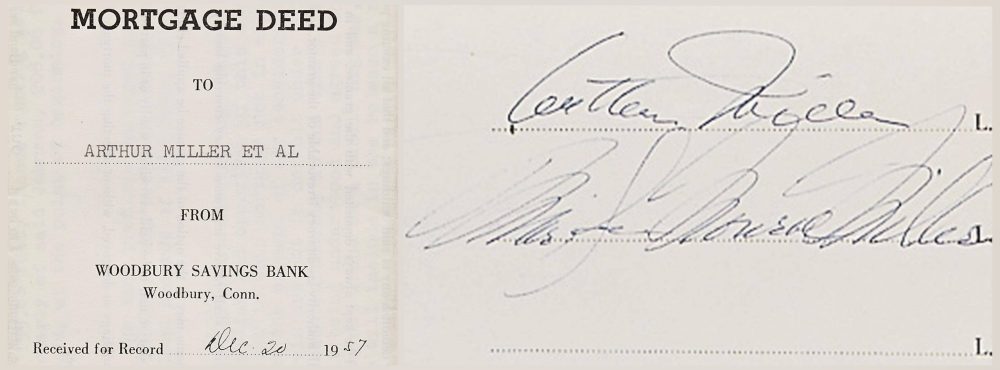 MORTGAGE DEED
TO
ARTHUR MILLER ET AL
FROM
WOODBURY SAVINGS BANK
Woodbury, Conn.
Received for Record Dec. 20 1957
Arthur Miller L.
Marilyn Monroe Miller L.
L.